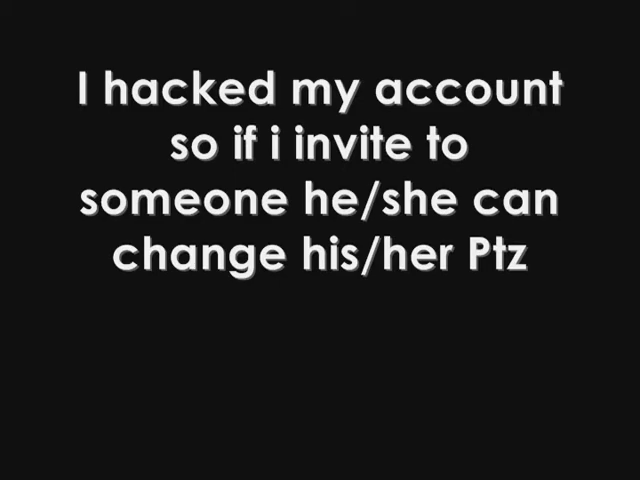 I hacked my account
so if i invite to
someone he/she can
change his/her Ptz